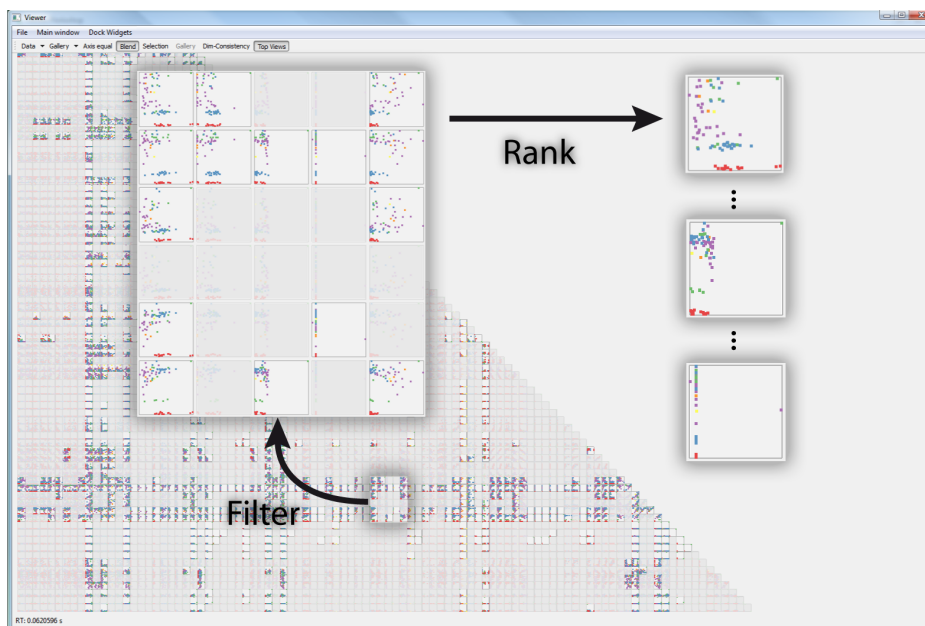 Viewer
File Main window Dock Widgets
Data Gallery Axis equal Blend Selection Gallery Dim-Consistency Top Views
Rank
Filter
RT: 0.0620596 s